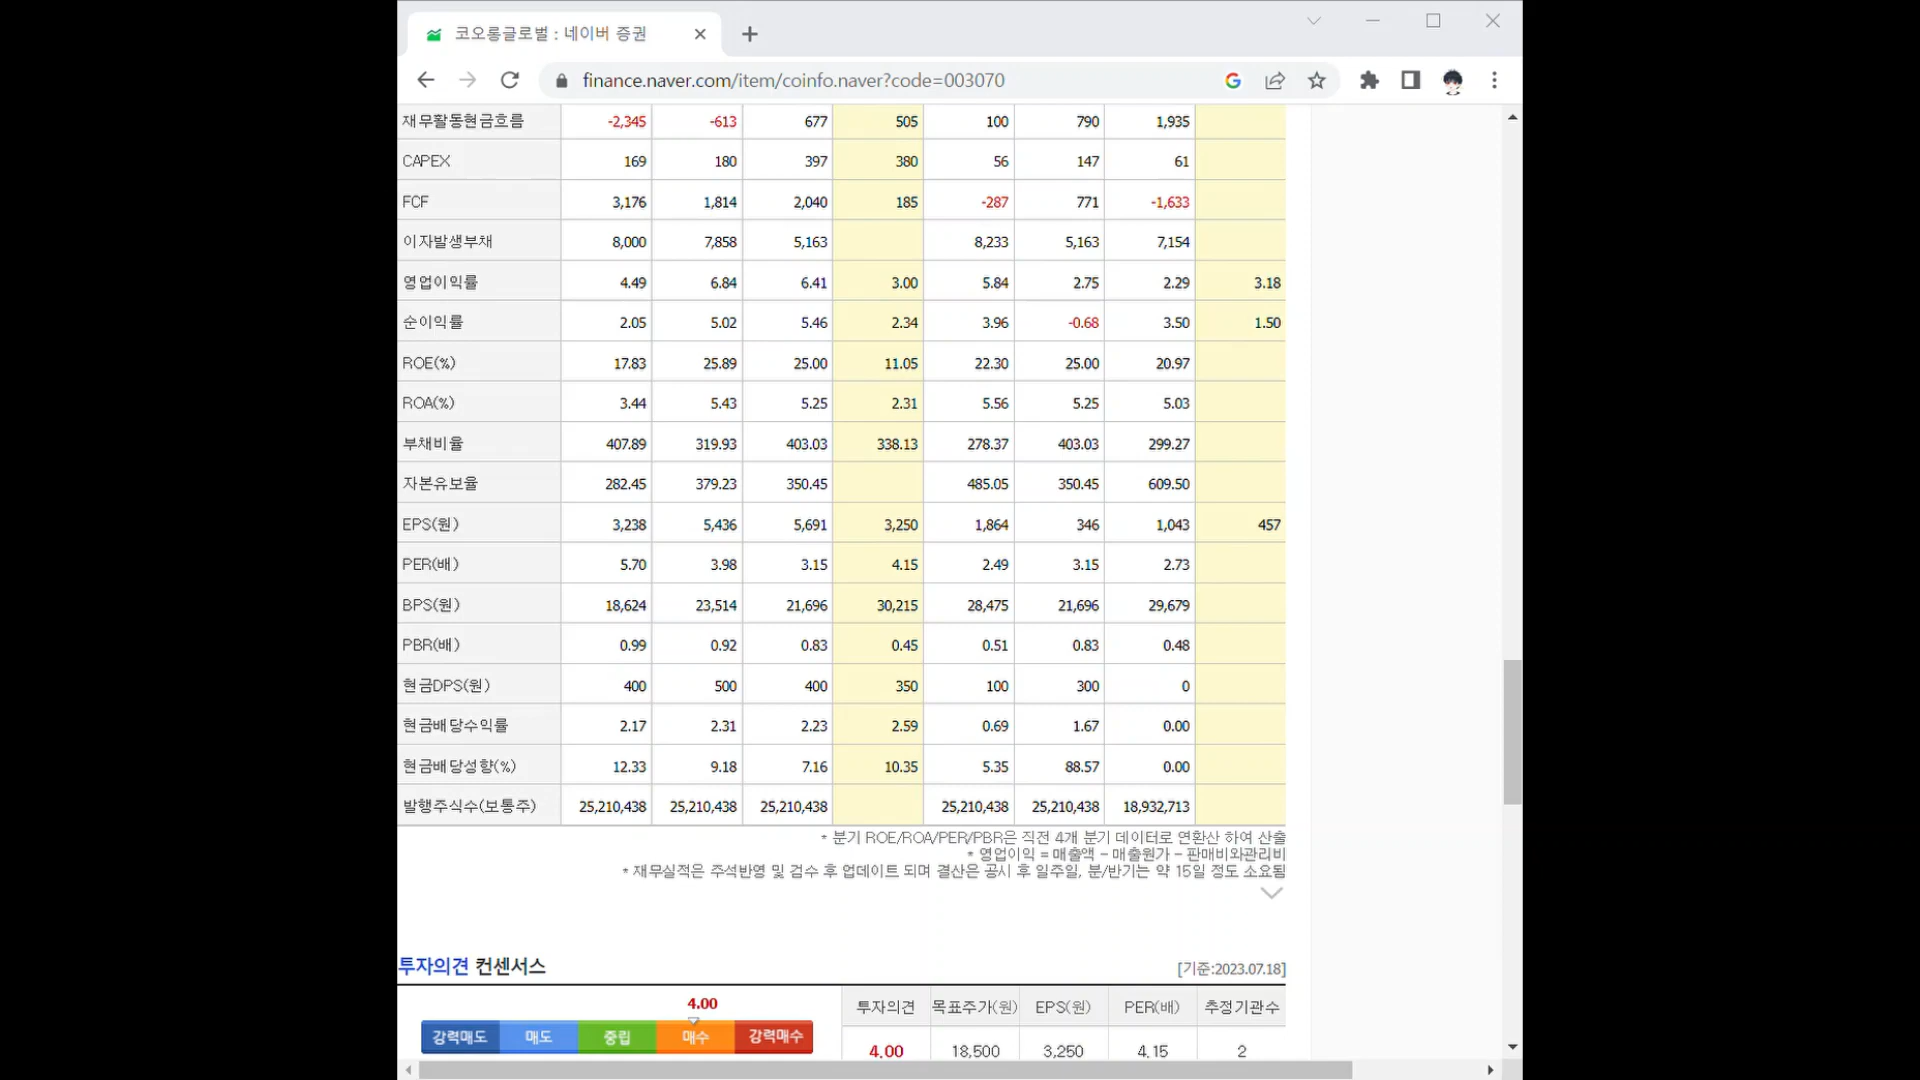 코오롱글로벌 : 네이버 증권
finance.naver.com/item/coinfo.naver?code=003070
재무활동현금흐름 -2,345 -613 677 505 100 790 1,935
CAPEX 169 180 397 380 56 147 61
FCF 3,176 1,814 2,040 185 -287 771 -1,633
이자발생부채 8,000 7,858 5,163 8,233 5,163 7,154
영업이익률 4.49 6.84 6.41 3.00 5.84 2.75 2.29 3.18
순이익률 2.05 5.02 5.46 2.34 3.96 -0.68 3.50 1.50
ROE(%) 17.83 25.89 25.00 11.05 22.30 25.00 20.97
ROA(%) 3.44 5.43 5.25 2.31 5.56 5.25 5.03
부채비율 407.89 319.93 403.03 338.13 278.37 403.03 299.27
자본유보율 282.45 379.23 350.45 485.05 350.45 609.50
EPS(원) 3,238 5,436 5,691 3,250 1,864 346 1,043 457
PER(배) 5.70 3.98 3.15 4.15 2.49 3.15 2.73
BPS(원) 18,624 23,514 21,696 30,215 28,475 21,696 29,679
PBR(배) 0.99 0.92 0.83 0.45 0.51 0.83 0.48
현금DPS(원) 400 500 400 350 100 300 0
현금배당수익률 2.17 2.31 2.23 2.59 0.69 1.67 0.00
현금배당성향(%) 12.33 9.18 7.16 10.35 5.35 88.57 0.00
발행주식수(보통주) 25,210,438 25,210,438 25,210,438 25,210,438 25,210,438 18,932,713
* 분기 ROE/ROA/PER/PBR은 직전 4개 분기 데이터로 연환산 하여 산출
* 영업이익 = 매출액 - 매출원가 - 판매비와관리비
* 재무실적은 주석반영 및 검수 후 업데이트 되며 결산은 공시 후 일주일, 분/반기는 약 15일 정도 소요됨
투자의견 컨센서스 [기준:2023.07.18]
4.00
강력매도 매도 중립 매수 강력매수
투자의견 목표주가(원) EPS(원) PER(배) 추정기관수
4.00 18,500 3,250 4.15 2